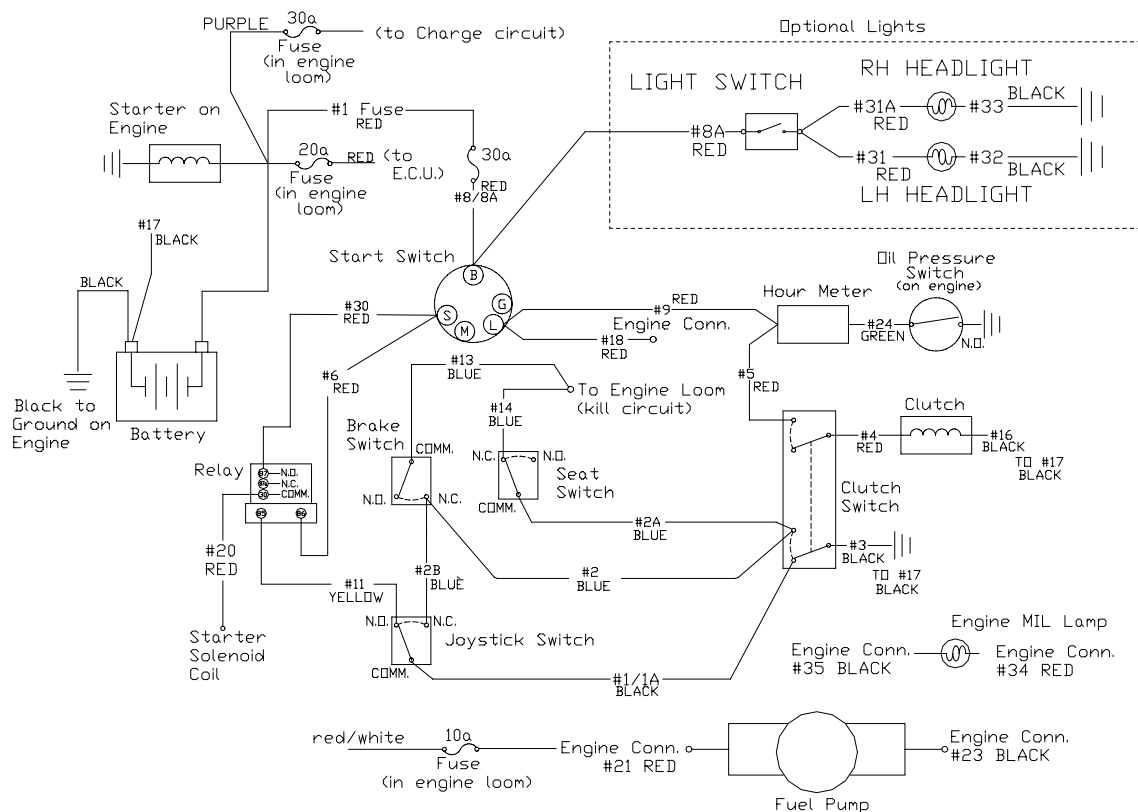 PURPLE
30a
Fuse
(in engine
loom)
(to Charge circuit)
Optional Lights
LIGHT SWITCH
RH HEADLIGHT
#31A
RED
#33
BLACK
#8A
RED
#31
RED
#32
BLACK
LH HEADLIGHT
Starter on
Engine
#1 Fuse
RED
20a
Fuse
(in engine
loom)
RED
(to
E.C.U.)
30a
RED
#8/8A
#17
BLACK
BLACK
Start Switch
B
G
S
L
M
#30
RED
#9
RED
Engine Conn.
#18
RED
Hour Meter
Oil Pressure
Switch
(on engine)
#24
GREEN
N.O.
Black to
Ground on
Engine
Battery
#6
RED
#13
BLUE
To Engine Loom
(kill circuit)
#14
BLUE
#5
RED
Clutch
#4
RED
#16
BLACK
TO #17
BLACK
Brake
Switch
COMM.
N.O.
N.C.
N.C.
N.O.
Seat
Switch
COMM.
Clutch
Switch
Relay
87
N.O.
N.C.
30
COMM.
85
86
#20
RED
#2A
BLUE
#2
BLUE
#2B
BLUE
#3
BLACK
TO #17
BLACK
#11
YELLOW
N.O.
N.C.
Joystick Switch
COMM.
Starter
Solenoid
Coil
#1/1A
BLACK
Engine MIL Lamp
Engine Conn.
#35 BLACK
Engine Conn.
#34 RED
red/white
10a
Fuse
(in engine loom)
Engine Conn.
#21 RED
Engine Conn.
#23 BLACK
Fuel Pump